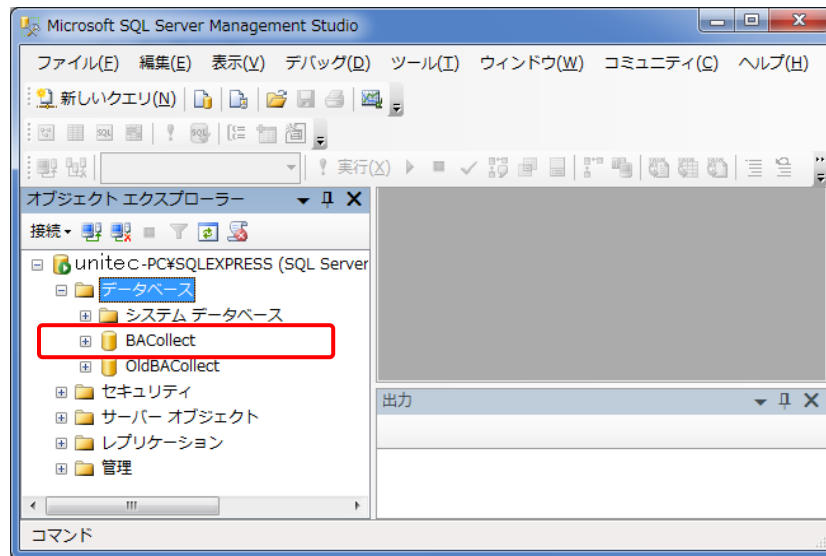 Microsoft SQL Server Management Studio
ファイル(F) 編集(E) 表示(V) デバッグ(D) ツール(T) ウィンドウ(W) コミュニティ(C) ヘルプ(H)
新しいクエリ(N)
実行(X)
オブジェクト エクスプローラー
接続
unitec-PC¥SQLEXPRESS (SQL Server
データベース
システム データベース
BACollect
OldBACollect
セキュリティ
サーバー オブジェクト
レプリケーション
管理
出力
コマンド